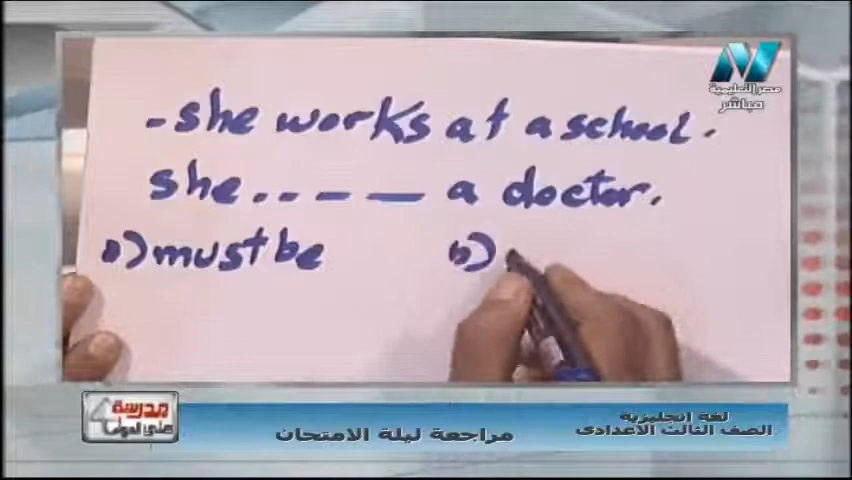 مصر التعليمية
مباشر
- she works at a school.
she..-- — a doctor.
a) must be b)
مدرسة
على الهواء
لغة انجليزية
الصف الثالث الاعدادى
مراجعة ليلة الامتحان